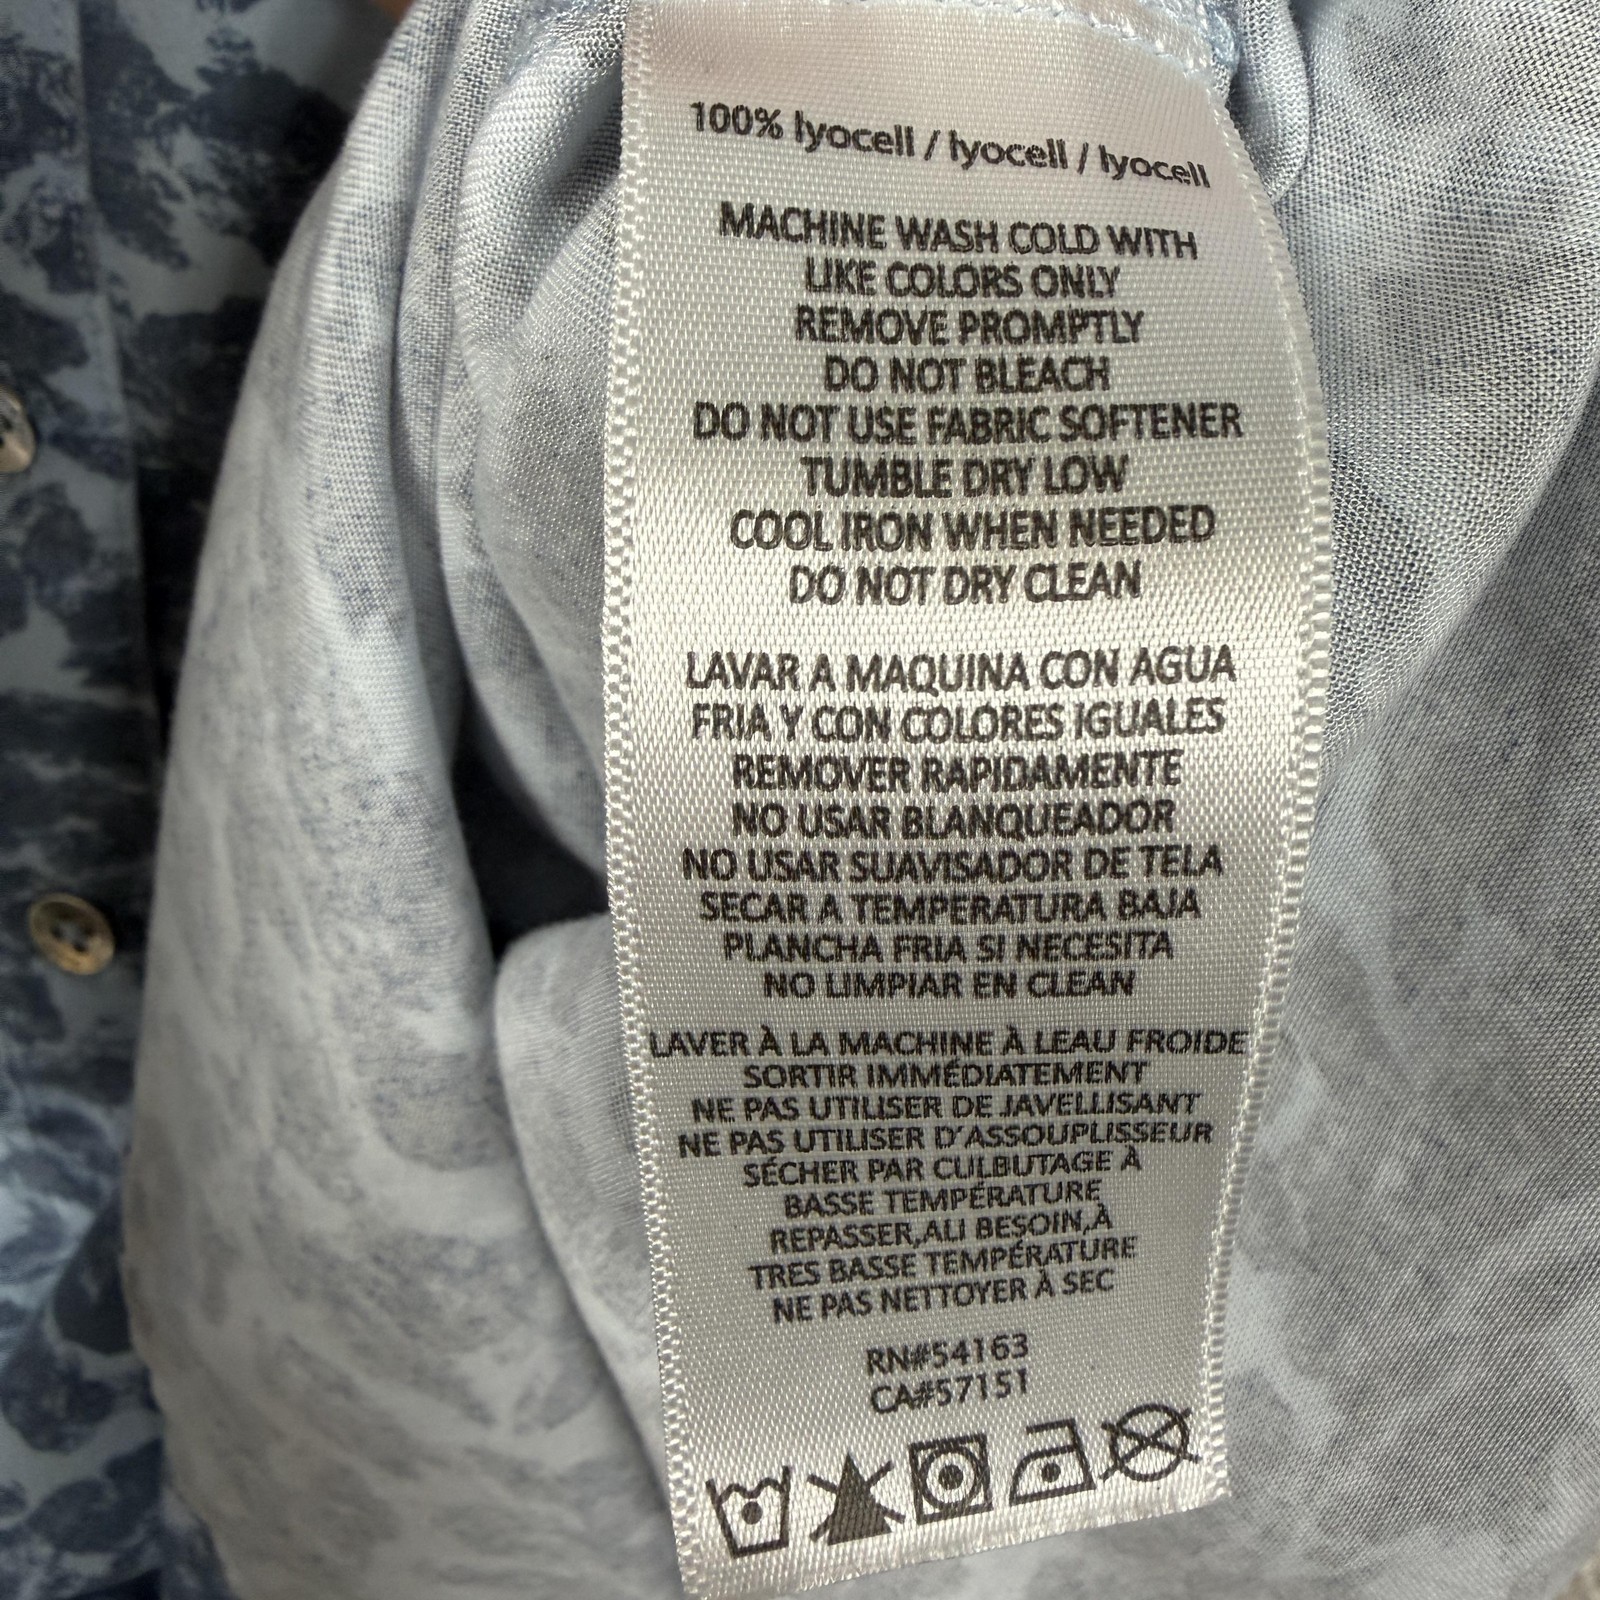 100% lyocell / lyocell / lyocell
MACHINE WASH COLD WITH
LIKE COLORS ONLY
REMOVE PROMPTLY
DO NOT BLEACH
DO NOT USE FABRIC SOFTENER
TUMBLE DRY LOW
COOL IRON WHEN NEEDED
DO NOT DRY CLEAN
LAVAR A MAQUINA CON AGUA
FRIA Y CON COLORES IGUALES
REMOVER RAPIDAMENTE
NO USAR BLANQUEADOR
NO USAR SUAVISADOR DE TELA
SECAR A TEMPERATURA BAJA
PLANCHA FRIA SI NECESITA
NO LIMPIAR EN CLEAN
LAVER À LA MACHINE À LEAU FROIDE
SORTIR IMMÉDIATEMENT
NE PAS UTILISER DE JAVELLISANT
NE PAS UTILISER D'ASSOUPLISSEUR
SÉCHER PAR CULBUTAGE À
BASSE TEMPÉRATURE
REPASSER,ALI BESOIN,À
TRES BASSE TEMPÉRATURE
NE PAS NETTOYER À SEC
RN#54163
CA#57151